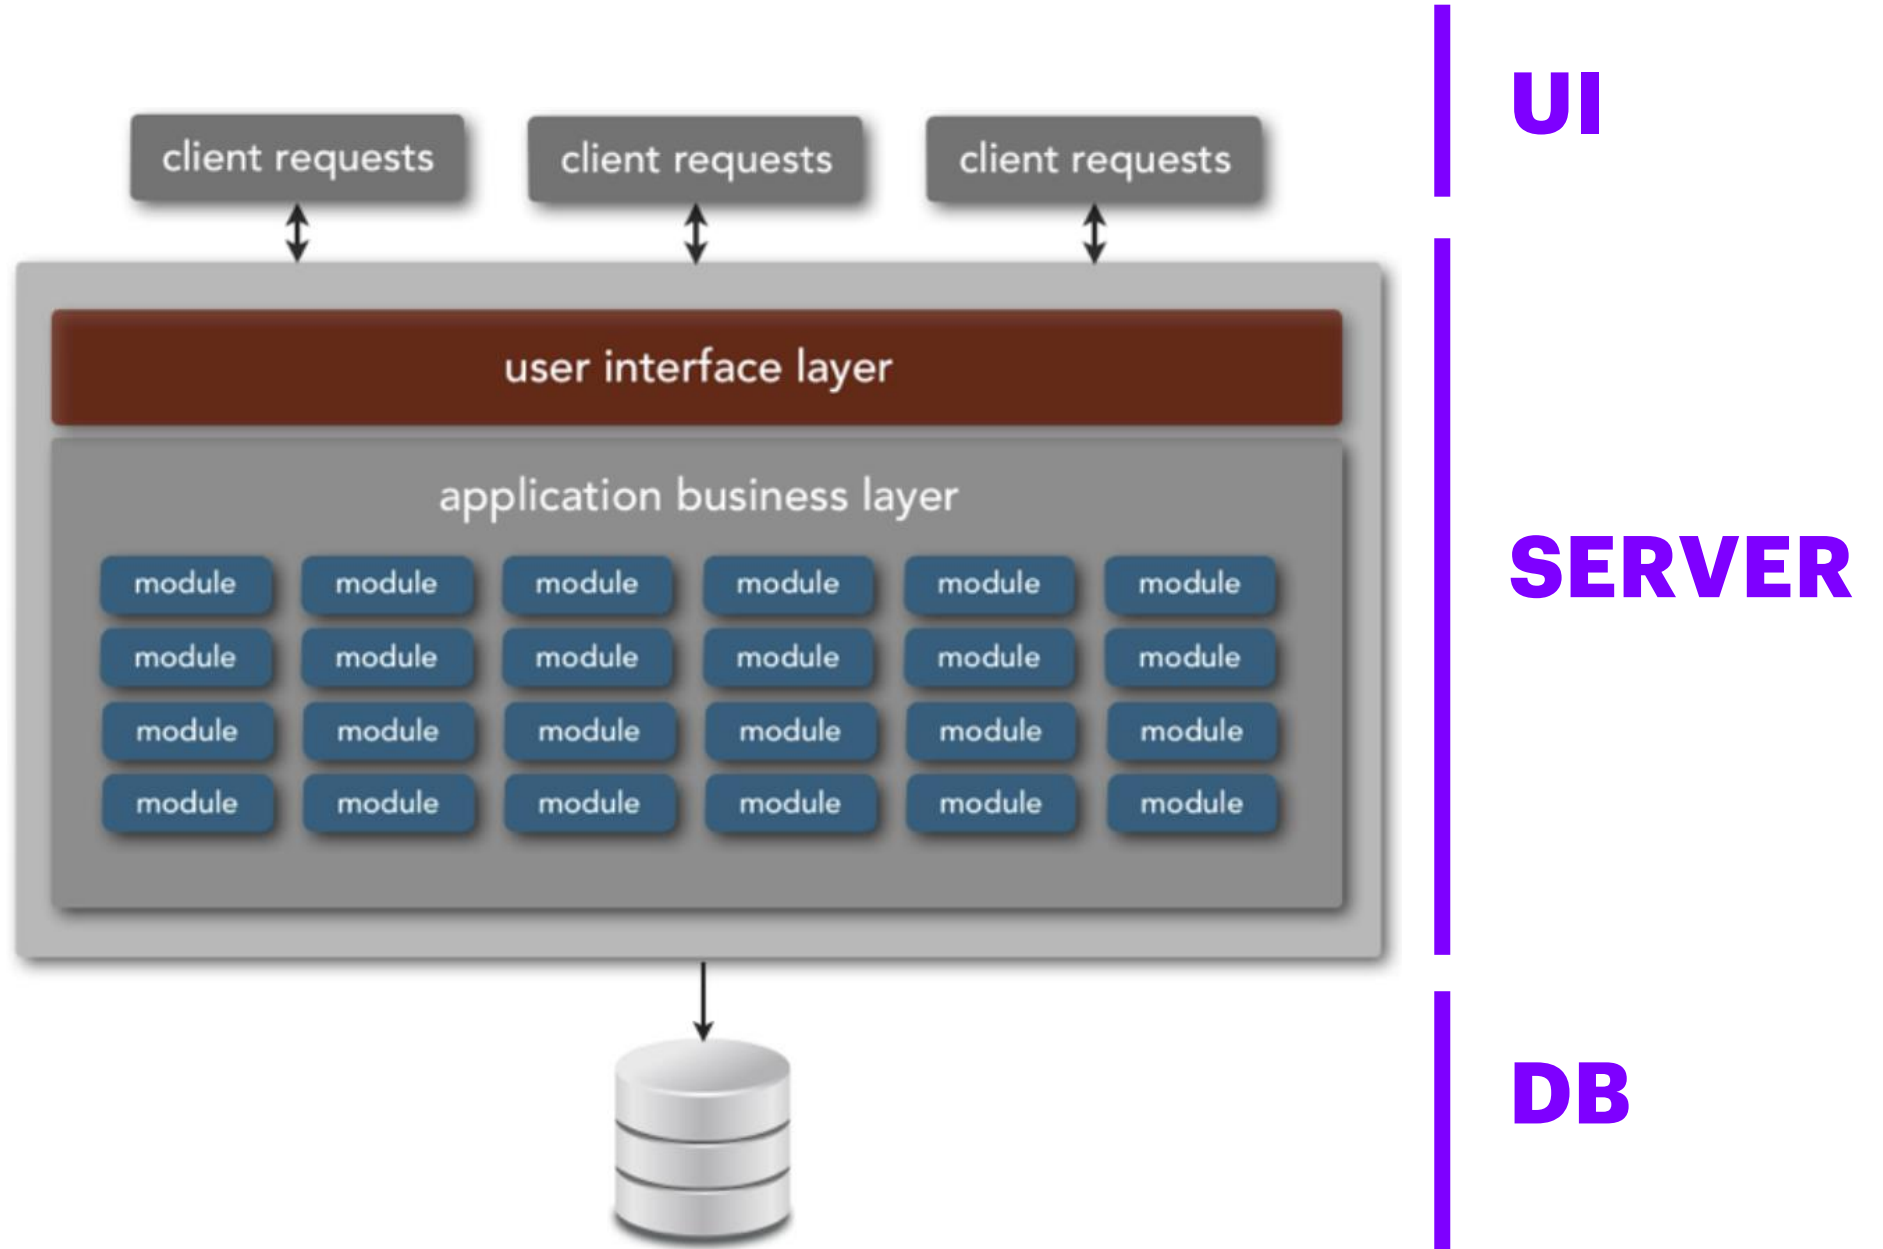 UI
client requests client requests client requests
user interface layer
application business layer
SERVER
module module module module module module
module module module module module module
module module module module module module
module module module module module module
DB